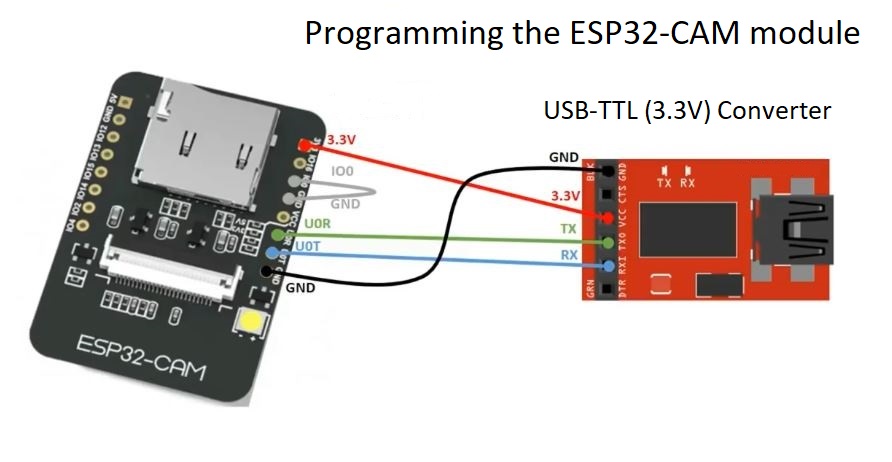 Programming the ESP32-CAM module
USB-TTL (3.3V) Converter
5V
GND
IO12
IO13
IO15
IO14
IO2
IO4
3.3V
IO16
IO0
GND
VCC
U0R
U0T
GND
3.3V
IO0
GND
U0R
U0T
GND
ESP32-CAM
GND
3.3V
TX
RX
BLK
GRN
GND
CTS
VCC
TXO
RXI
DTR
TX RX